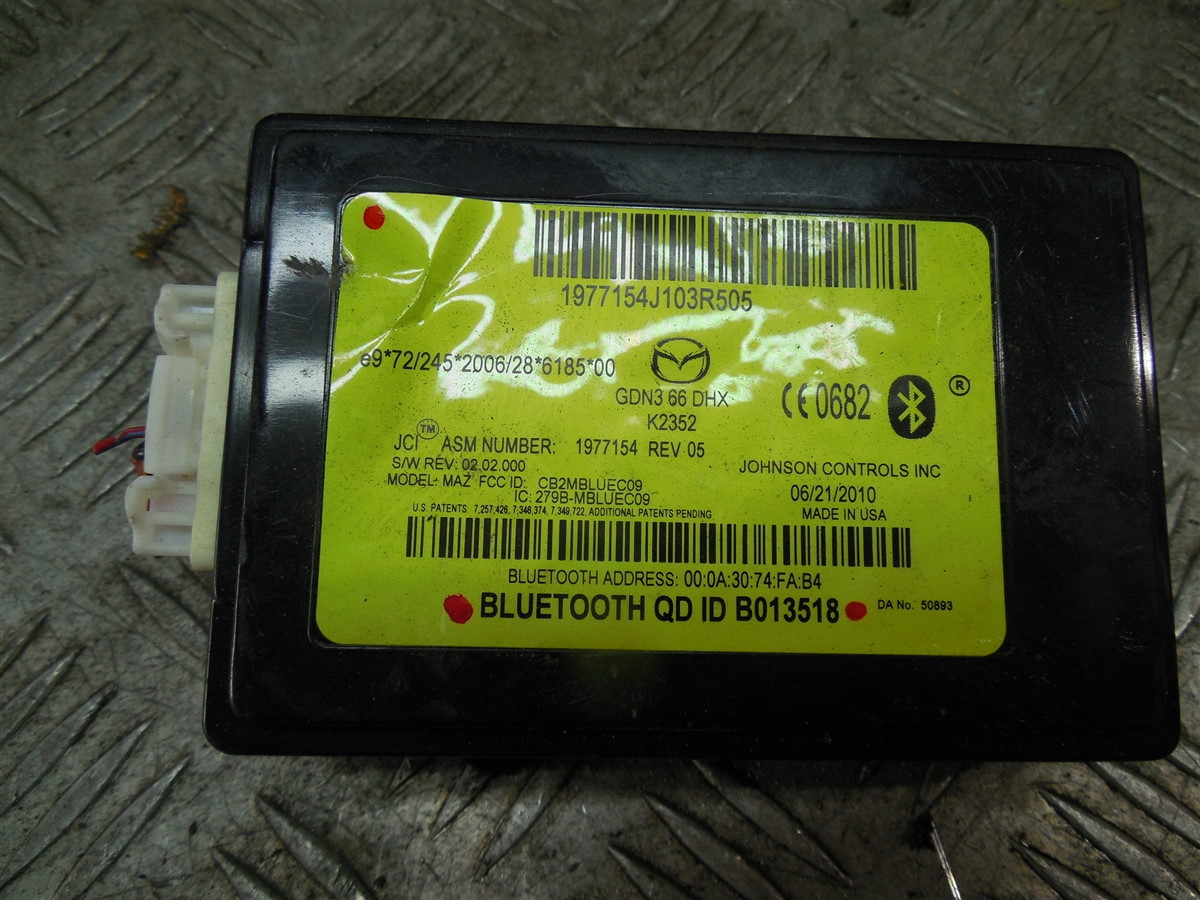 1977154J103R505
e9*72/245*2006/28*6185*00
GDN3 66 DHX
K2352
CE 0682 ®
JCI™ ASM NUMBER: 1977154 REV 05
S/W REV: 02.02.000
MODEL: MAZ FCC ID: CB2MBLUEC09
IC: 279B-MBLUEC09
JOHNSON CONTROLS INC
06/21/2010
MADE IN USA
U.S. PATENTS: 7,257,426, 7,346,374, 7,349,722, ADDITIONAL PATENTS PENDING
BLUETOOTH ADDRESS: 00:0A:30:74:FA:B4
BLUETOOTH QD ID B013518
DA No. 50893